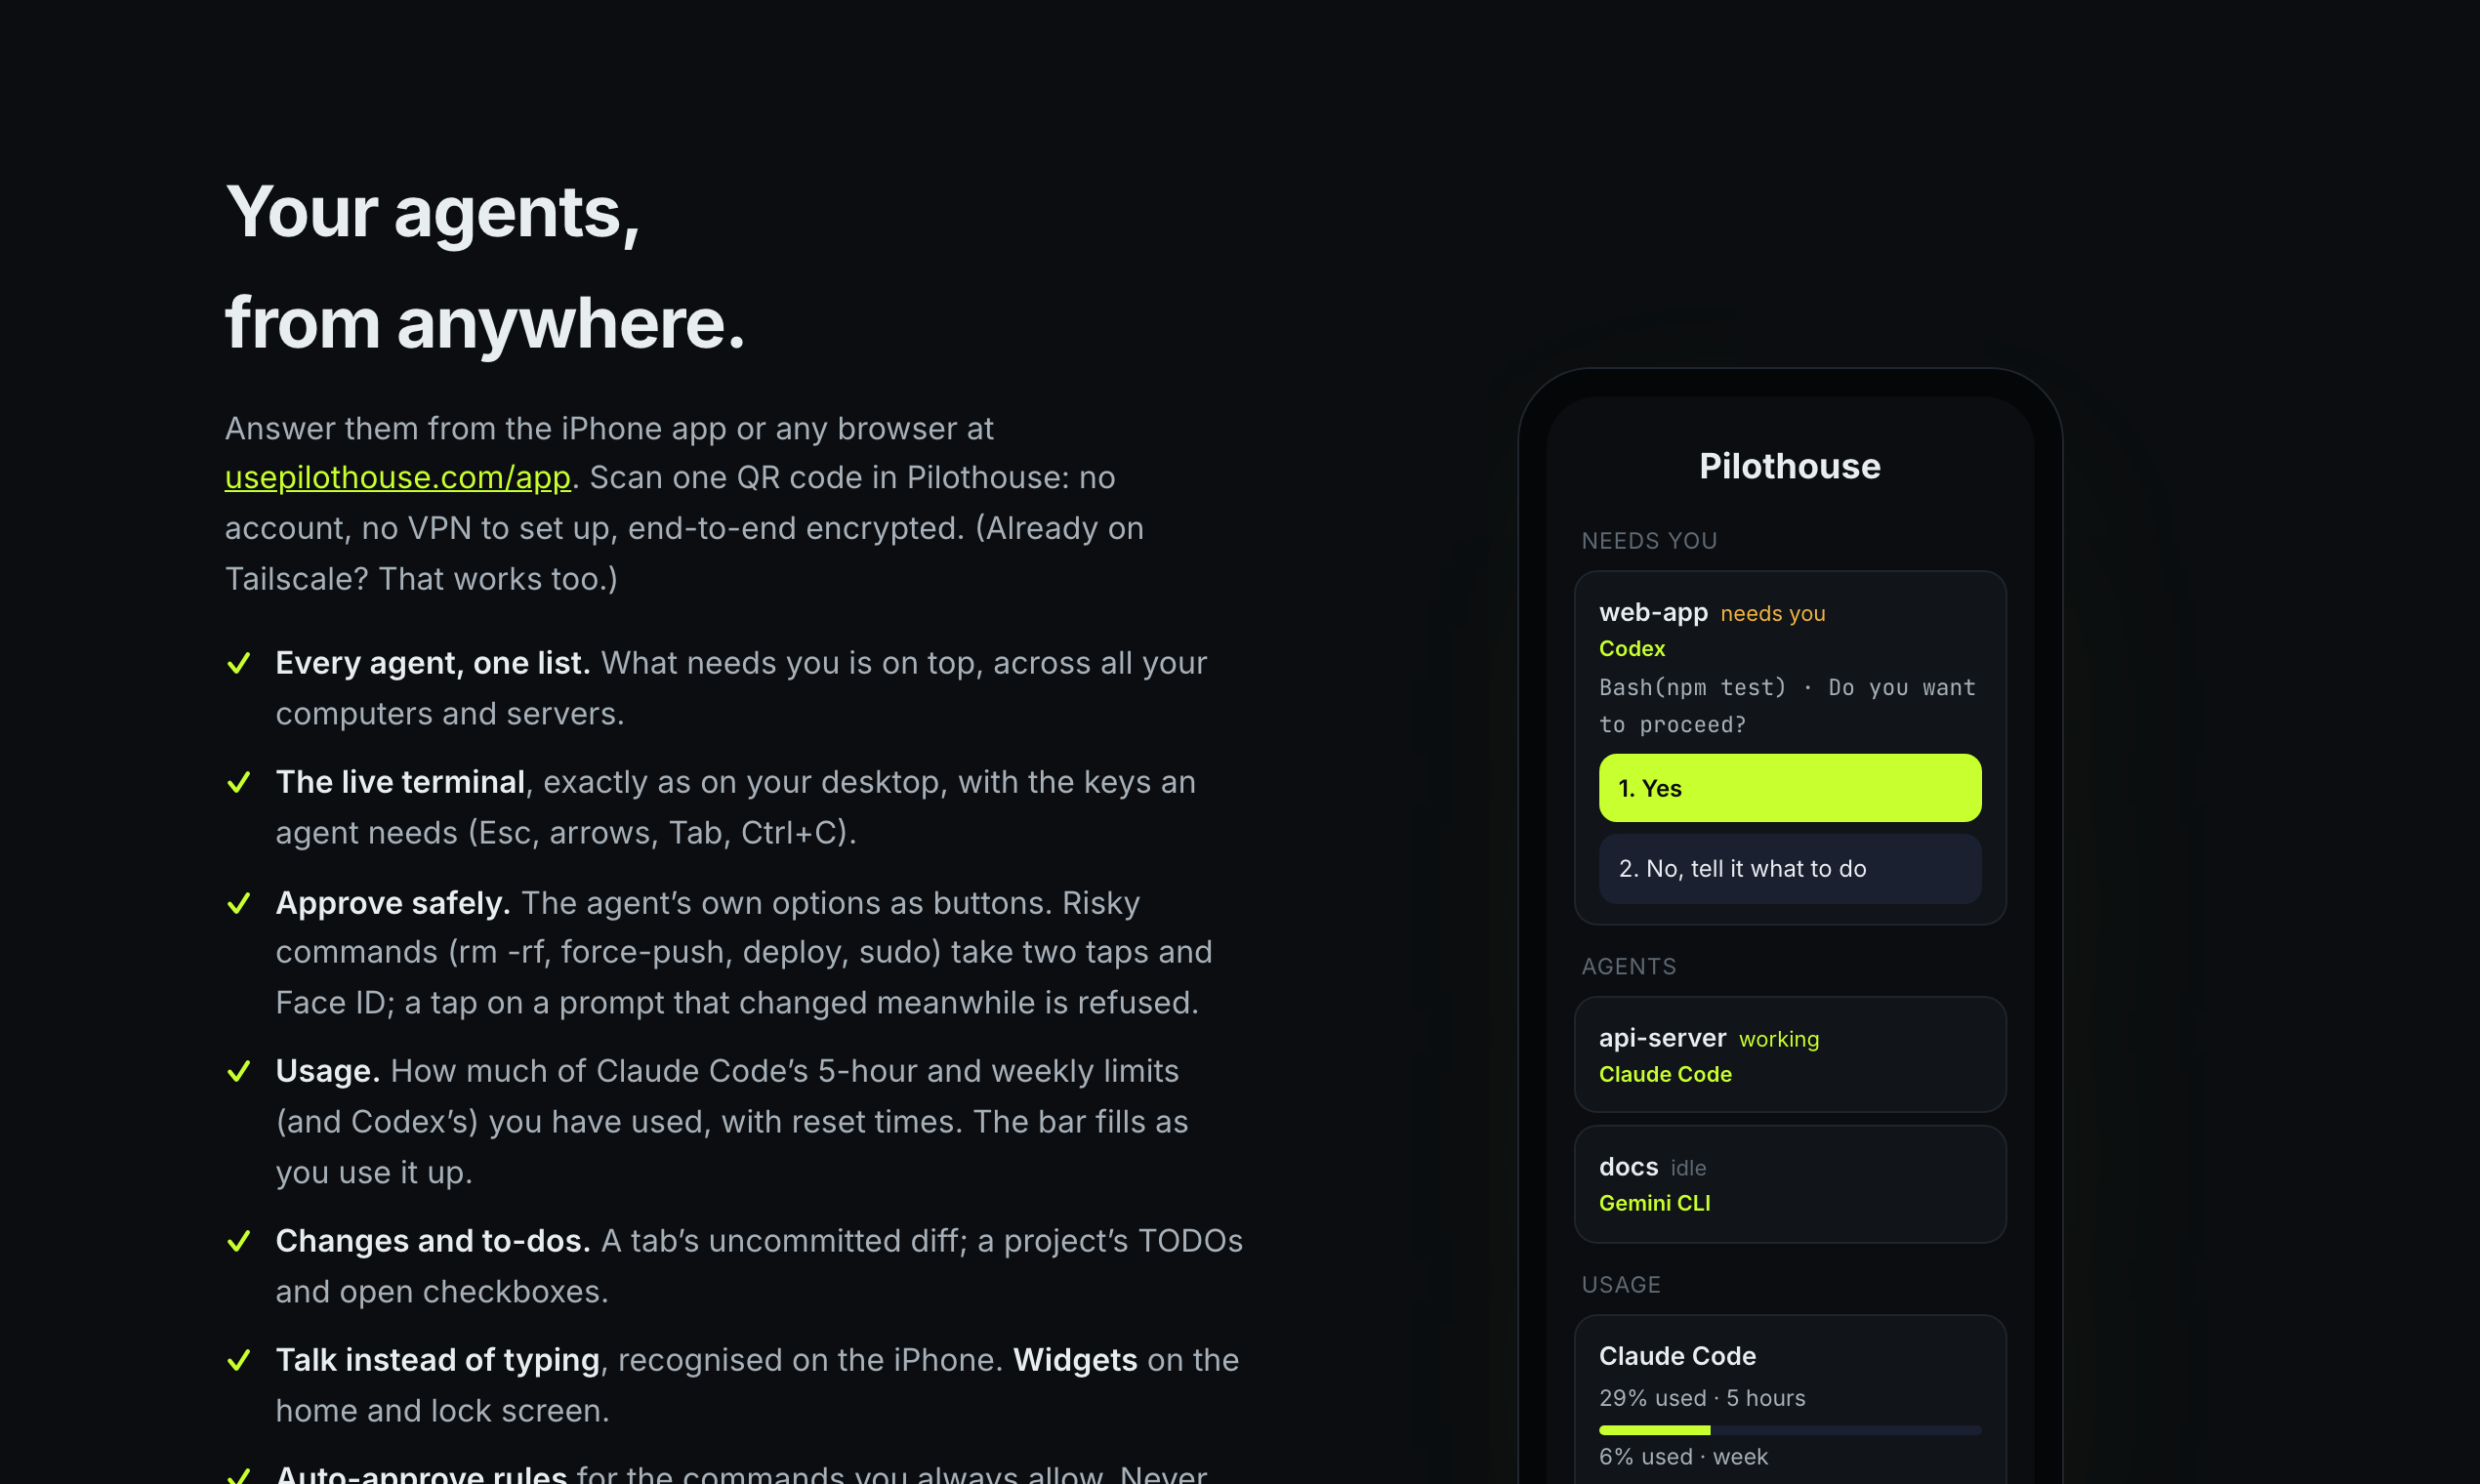 Your agents,
from anywhere.
Answer them from the iPhone app or any browser at
usepilothouse.com/app. Scan one QR code in Pilothouse: no
account, no VPN to set up, end-to-end encrypted. (Already on
Tailscale? That works too.)
Every agent, one list. What needs you is on top, across all your
computers and servers.
The live terminal, exactly as on your desktop, with the keys an
agent needs (Esc, arrows, Tab, Ctrl+C).
Approve safely. The agent’s own options as buttons. Risky
commands (rm -rf, force-push, deploy, sudo) take two taps and
Face ID; a tap on a prompt that changed meanwhile is refused.
Usage. How much of Claude Code’s 5-hour and weekly limits
(and Codex’s) you have used, with reset times. The bar fills as
you use it up.
Changes and to-dos. A tab’s uncommitted diff; a project’s TODOs
and open checkboxes.
Talk instead of typing, recognised on the iPhone. Widgets on the
home and lock screen.
Auto-approve rules for the commands you always allow. Never
Pilothouse
NEEDS YOU
web-app needs you
Codex
Bash(npm test) · Do you want
to proceed?
1. Yes
2. No, tell it what to do
AGENTS
api-server working
Claude Code
docs idle
Gemini CLI
USAGE
Claude Code
29% used · 5 hours
6% used · week